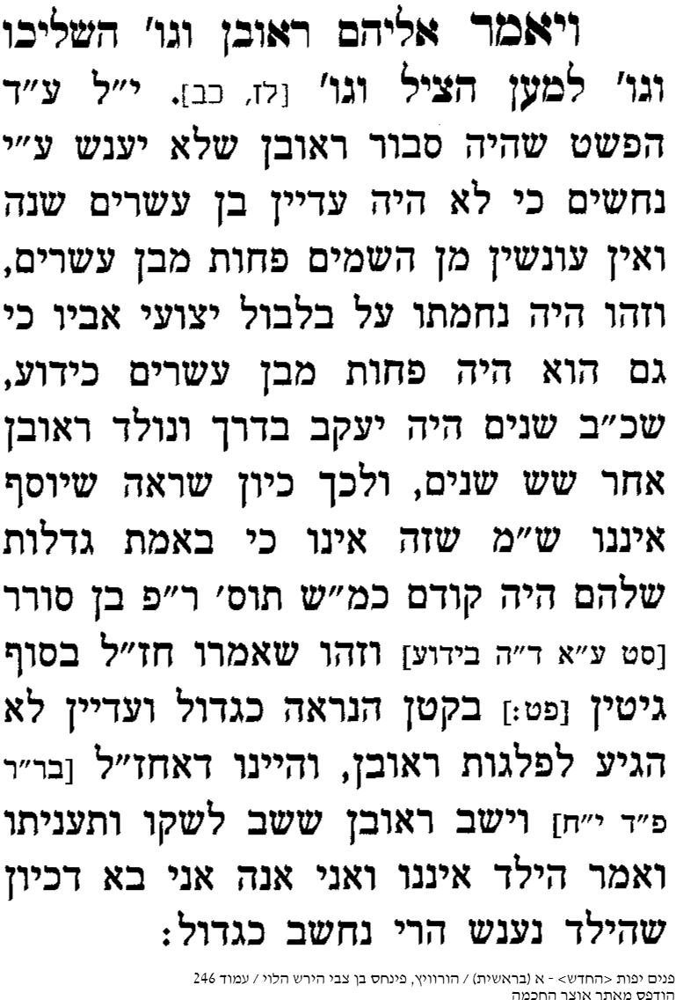 ויאמר אליהם ראובן וגו׳ השליכו
וגו׳ למען הציל וגו׳ [לז, כב]. י״ל ע״ד
הפשט שהיה סבור ראובן שלא יענש ע״י
נחשים כי לא היה עדיין בן עשרים שנה
ואין עונשין מן השמים פחות מבן עשרים,
וזהו היה נחמתו על בלבול יצועי אביו כי
גם הוא היה פחות מבן עשרים כידוע,
שכ״ב שנים היה יעקב בדרך ונולד ראובן
אחר שש שנים, ולכך כיון שראה שיוסף
איננו ש״מ שזה אינו כי באמת גדלות
שלהם היה קודם כמ״ש תוס׳ ר״פ בן סורר
[סט ע״א ד״ה בידוע] וזהו שאמרו חז״ל בסוף
גיטין [פט:] בקטן הנראה כגדול ועדיין לא
הגיע לפלגות ראובן, והיינו דאחז״ל [בר״ר
פ״ד י״ח] וישב ראובן ששב לשקו ותעניתו
ואמר הילד איננו ואני אנה אני בא דכיון
שהילד נענש הרי נחשב כגדול:
פנים יפות <החדש> - א (בראשית) / הורוויץ, פינחס בן צבי הירש הלוי / עמוד 246
הודפס מאתר אוצר החכמה